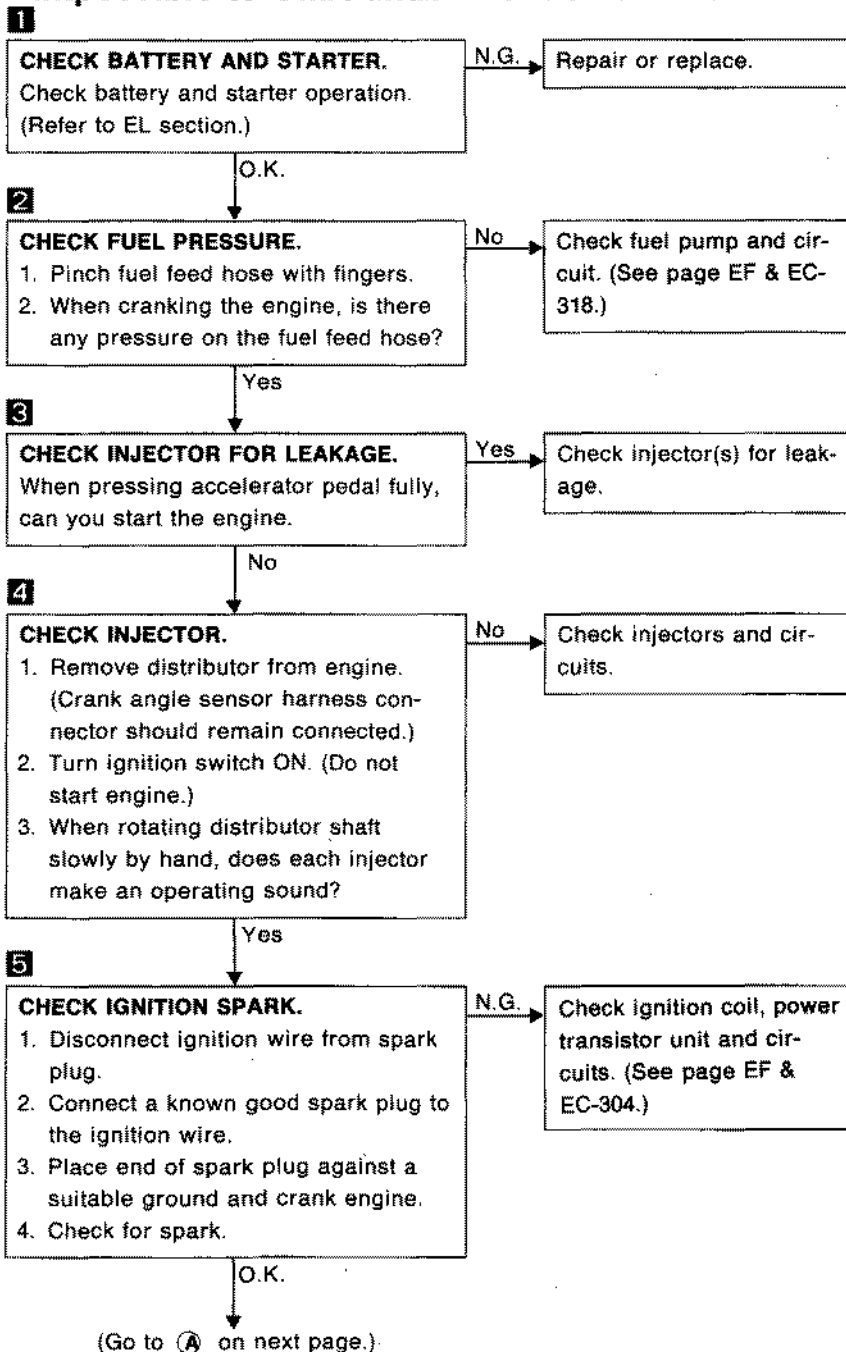 1
CHECK BATTERY AND STARTER.
Check battery and starter operation.
(Refer to EL section.)
N.G.
Repair or replace.
O.K.
2
CHECK FUEL PRESSURE.
1. Pinch fuel feed hose with fingers.
2. When cranking the engine, is there
any pressure on the fuel feed hose?
No
Check fuel pump and cir-
cuit. (See page EF & EC-
318.)
Yes
3
CHECK INJECTOR FOR LEAKAGE.
When pressing accelerator pedal fully,
can you start the engine.
Yes
Check injector(s) for leak-
age.
No
4
CHECK INJECTOR.
1. Remove distributor from engine.
(Crank angle sensor harness con-
nector should remain connected.)
2. Turn ignition switch ON. (Do not
start engine.)
3. When rotating distributor shaft
slowly by hand, does each injector
make an operating sound?
No
Check injectors and cir-
cuits.
Yes
5
CHECK IGNITION SPARK.
1. Disconnect ignition wire from spark
plug.
2. Connect a known good spark plug to
the ignition wire.
3. Place end of spark plug against a
suitable ground and crank engine.
4. Check for spark.
N.G.
Check ignition coil, power
transistor unit and cir-
cuits. (See page EF &
EC-304.)
O.K.
(Go to Ⓐ on next page.)